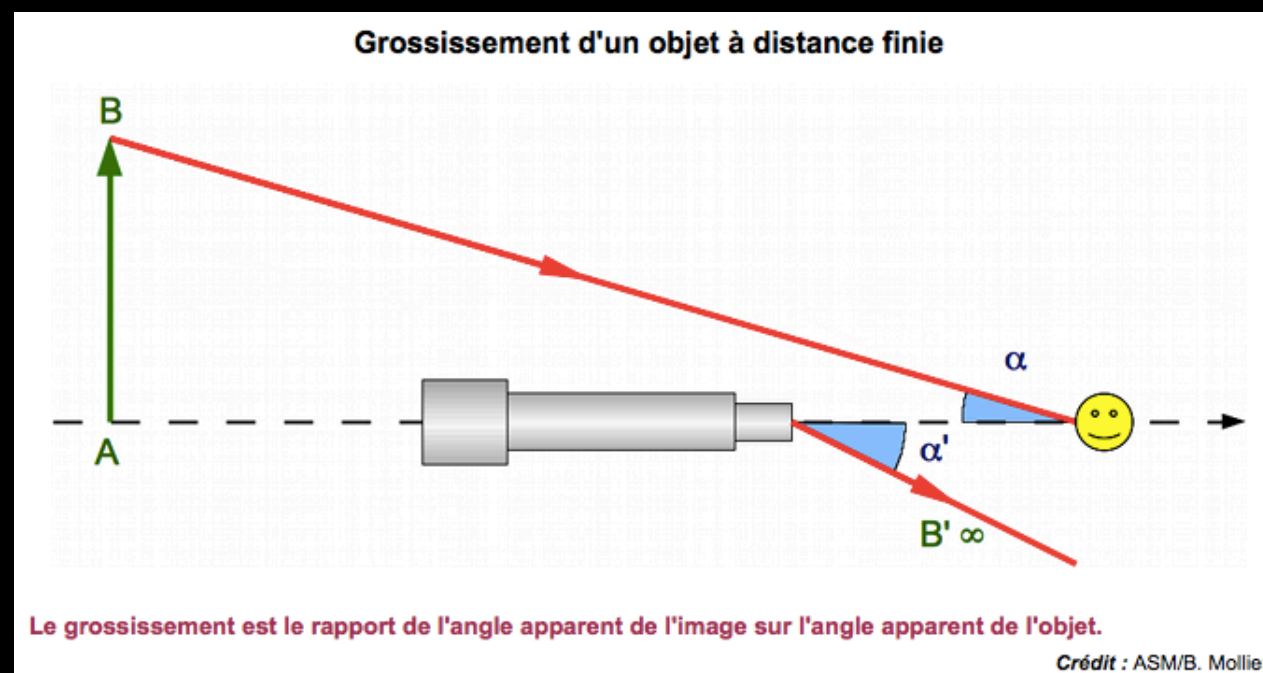 Grossissement d'un objet à distance finie
B
α
A
α'
B' ∞
Le grossissement est le rapport de l'angle apparent de l'image sur l'angle apparent de l'objet.
Crédit : ASM/B. Mollier